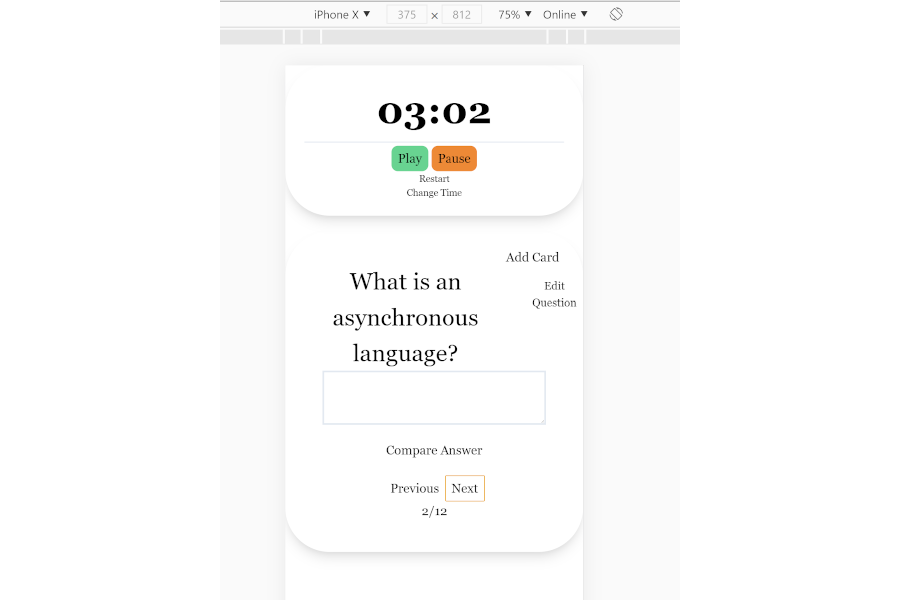 iPhone X ▼ 375 × 812 75% ▼ Online ▼
03:02
Play Pause
Restart
Change Time
Add Card
What is an
asynchronous
language?
Edit
Question
Compare Answer
Previous Next
2/12